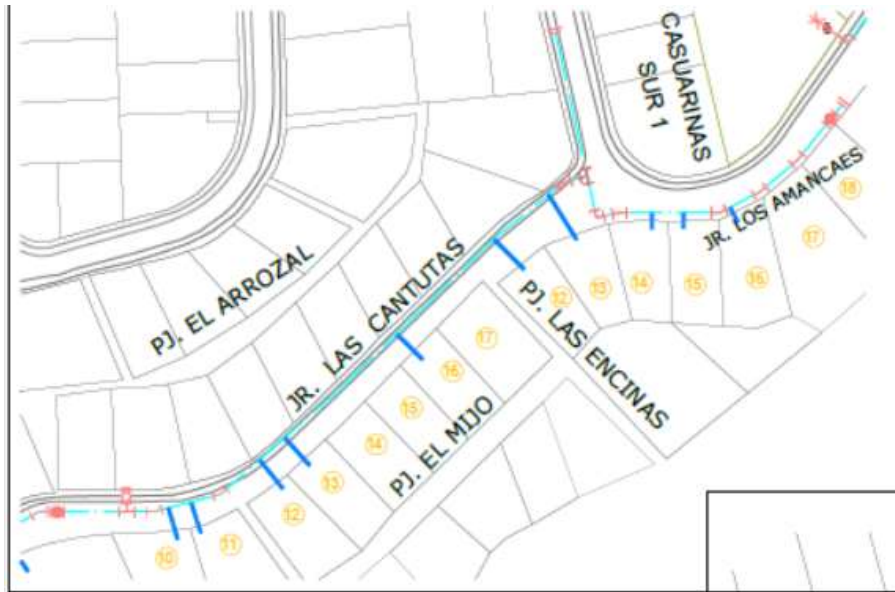 CASUARINAS
SUR 1
JR. LOS AMANCAES
18
17
16
15
14
13
12
PJ. EL ARROZAL
JR. LAS CANTUTAS
PJ. LAS ENCINAS
17
16
15
14
13
12
11
10
PJ. EL MIJO